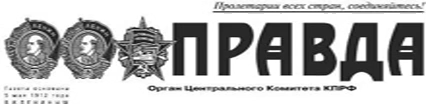 Пролетарии всех стран, соединяйтесь!
ПРАВДА
Газета основана
5 мая 1912 года
Орган Центрального Комитета КПРФ